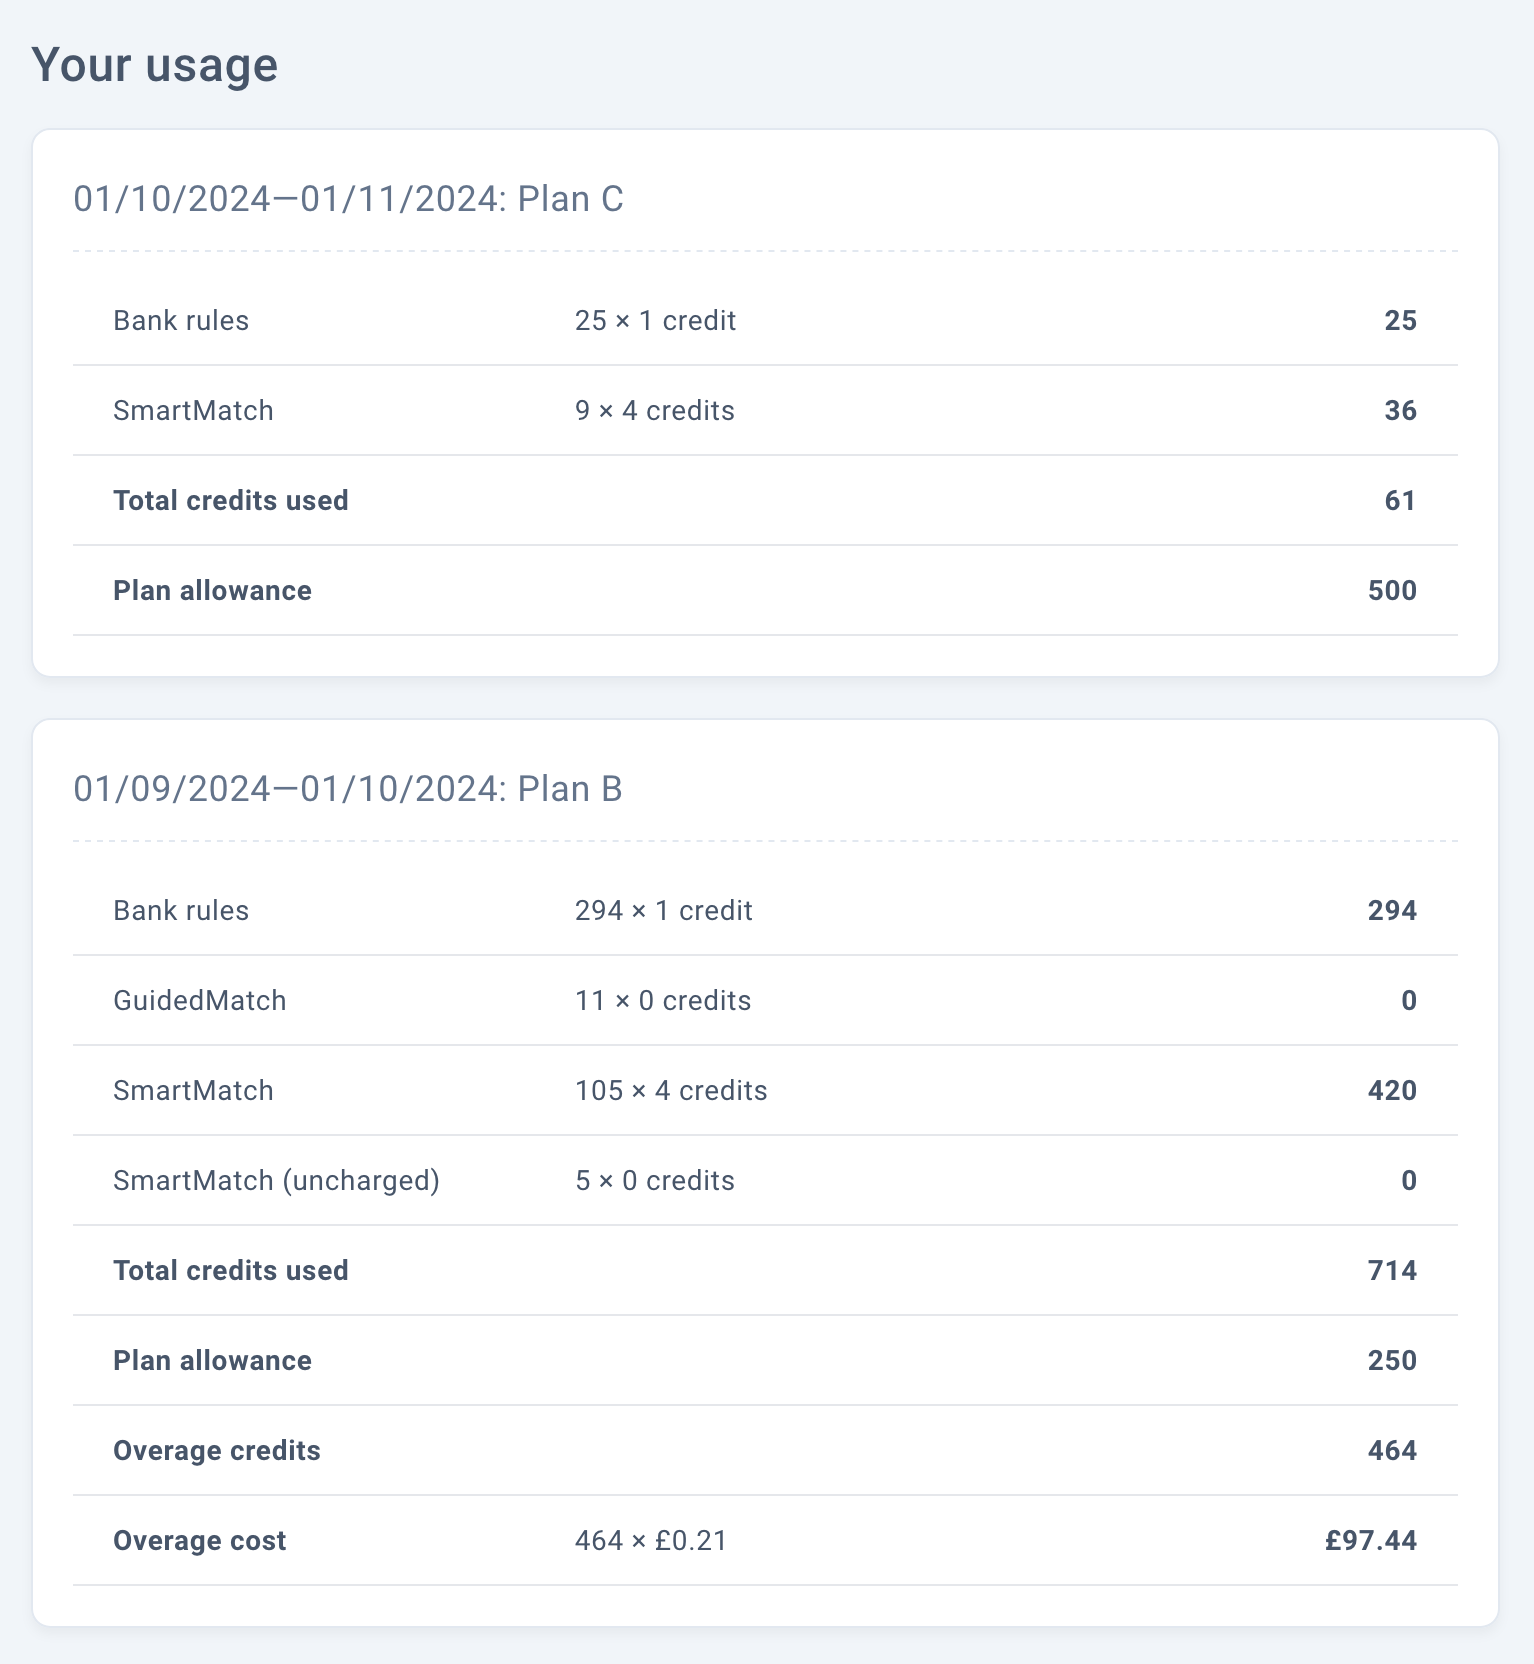 Your usage
01/10/2024—01/11/2024: Plan C
Bank rules 25 × 1 credit 25
SmartMatch 9 × 4 credits 36
Total credits used 61
Plan allowance 500
01/09/2024—01/10/2024: Plan B
Bank rules 294 × 1 credit 294
GuidedMatch 11 × 0 credits 0
SmartMatch 105 × 4 credits 420
SmartMatch (uncharged) 5 × 0 credits 0
Total credits used 714
Plan allowance 250
Overage credits 464
Overage cost 464 × £0.21 £97.44